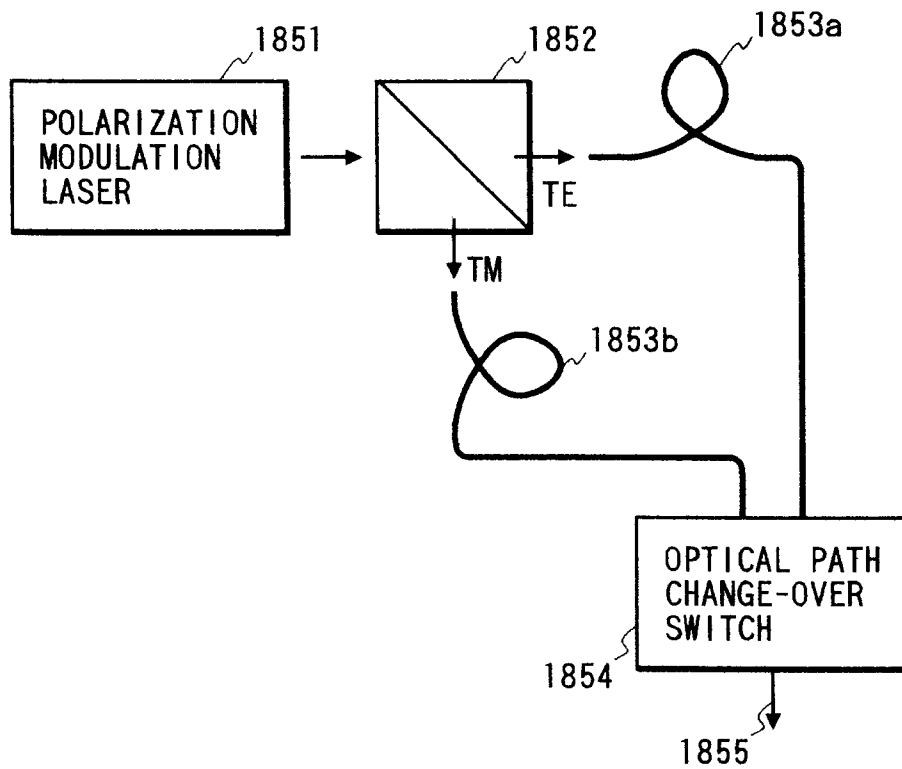 1851
1852
1853a
POLARIZATION
MODULATION
LASER
TE
TM
1853b
OPTICAL PATH
CHANGE-OVER
SWITCH
1854
1855